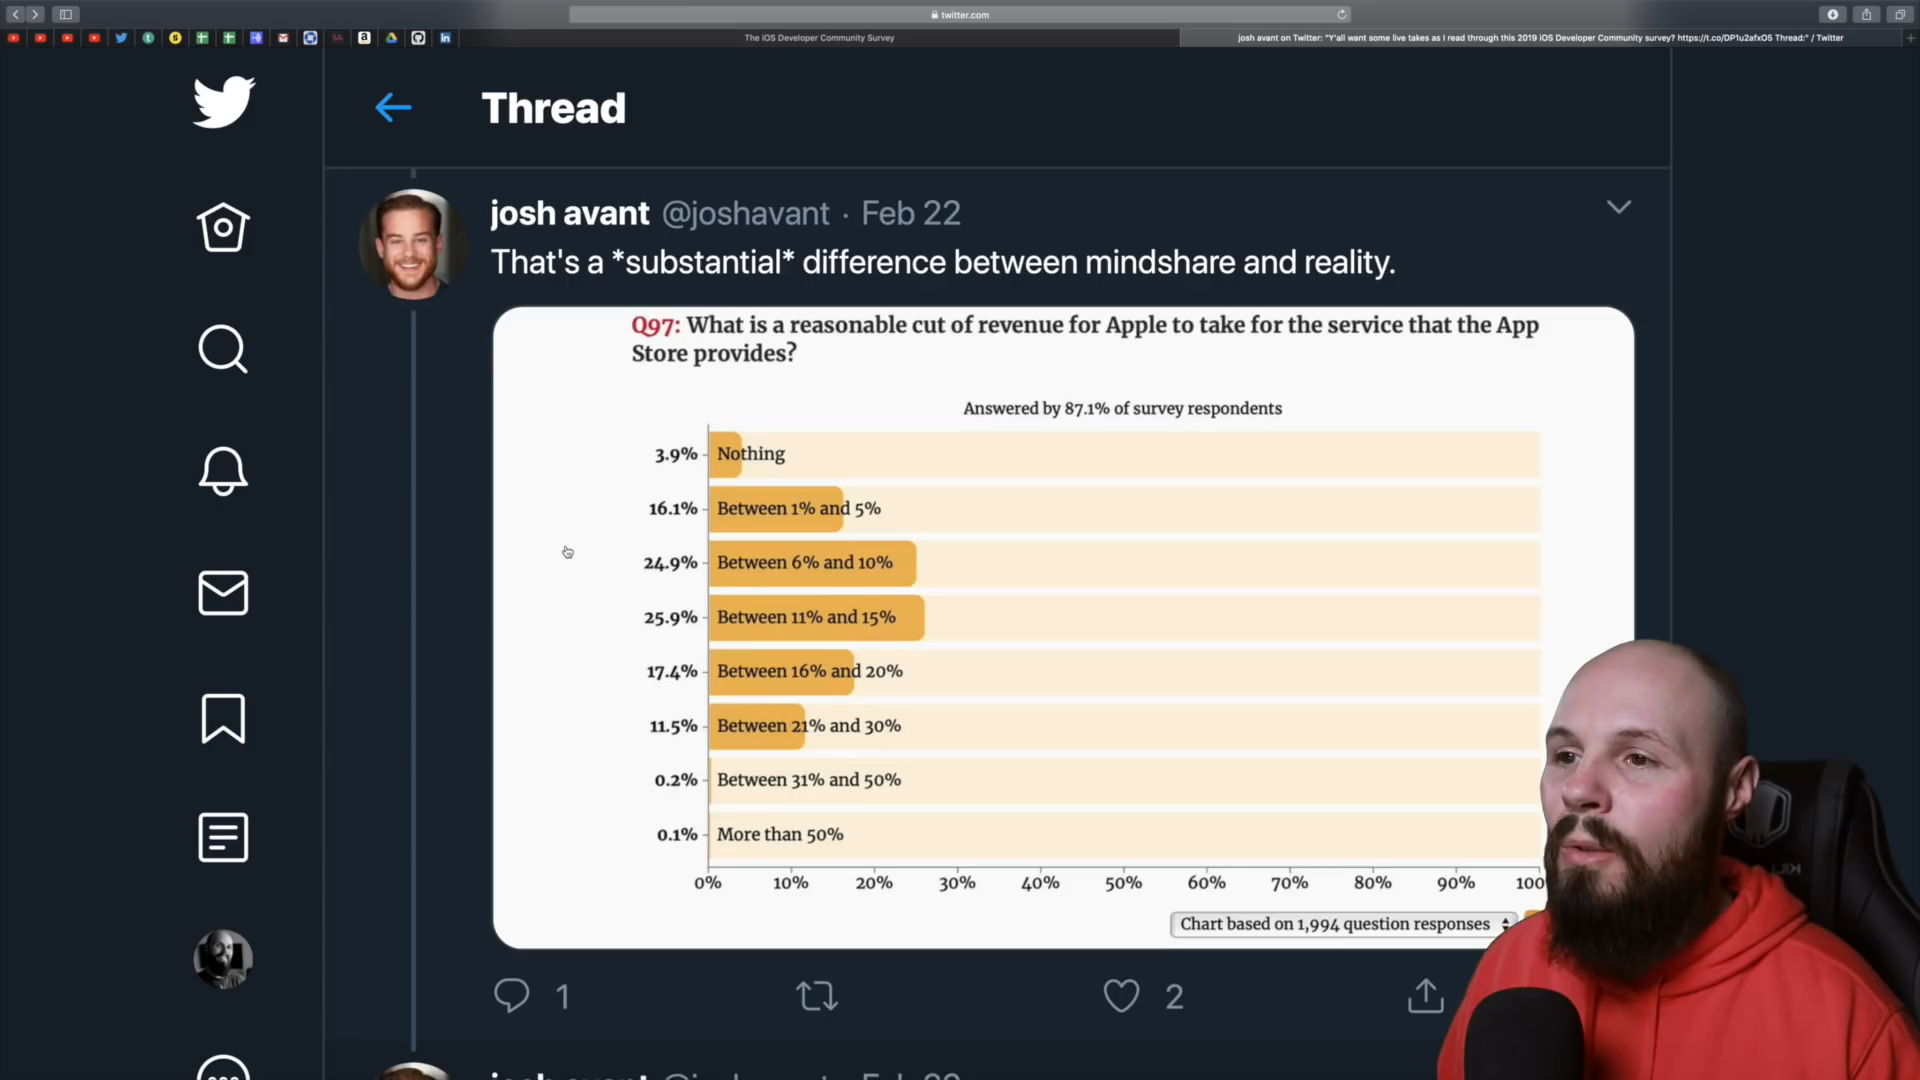 twitter.com
The iOS Developer Community Survey
josh avant on Twitter: "Y'all want some live takes as I read through this 2019 iOS Developer Community survey? https://t.co/DP1u2afxO5 Thread:" / Twitter
Thread
josh avant @joshavant · Feb 22
That's a *substantial* difference between mindshare and reality.
Q97: What is a reasonable cut of revenue for Apple to take for the service that the App
Store provides?
Answered by 87.1% of survey respondents
3.9% Nothing
16.1% Between 1% and 5%
24.9% Between 6% and 10%
25.9% Between 11% and 15%
17.4% Between 16% and 20%
11.5% Between 21% and 30%
0.2% Between 31% and 50%
0.1% More than 50%
0% 10% 20% 30% 40% 50% 60% 70% 80% 90% 100
Chart based on 1,994 question responses
1 2